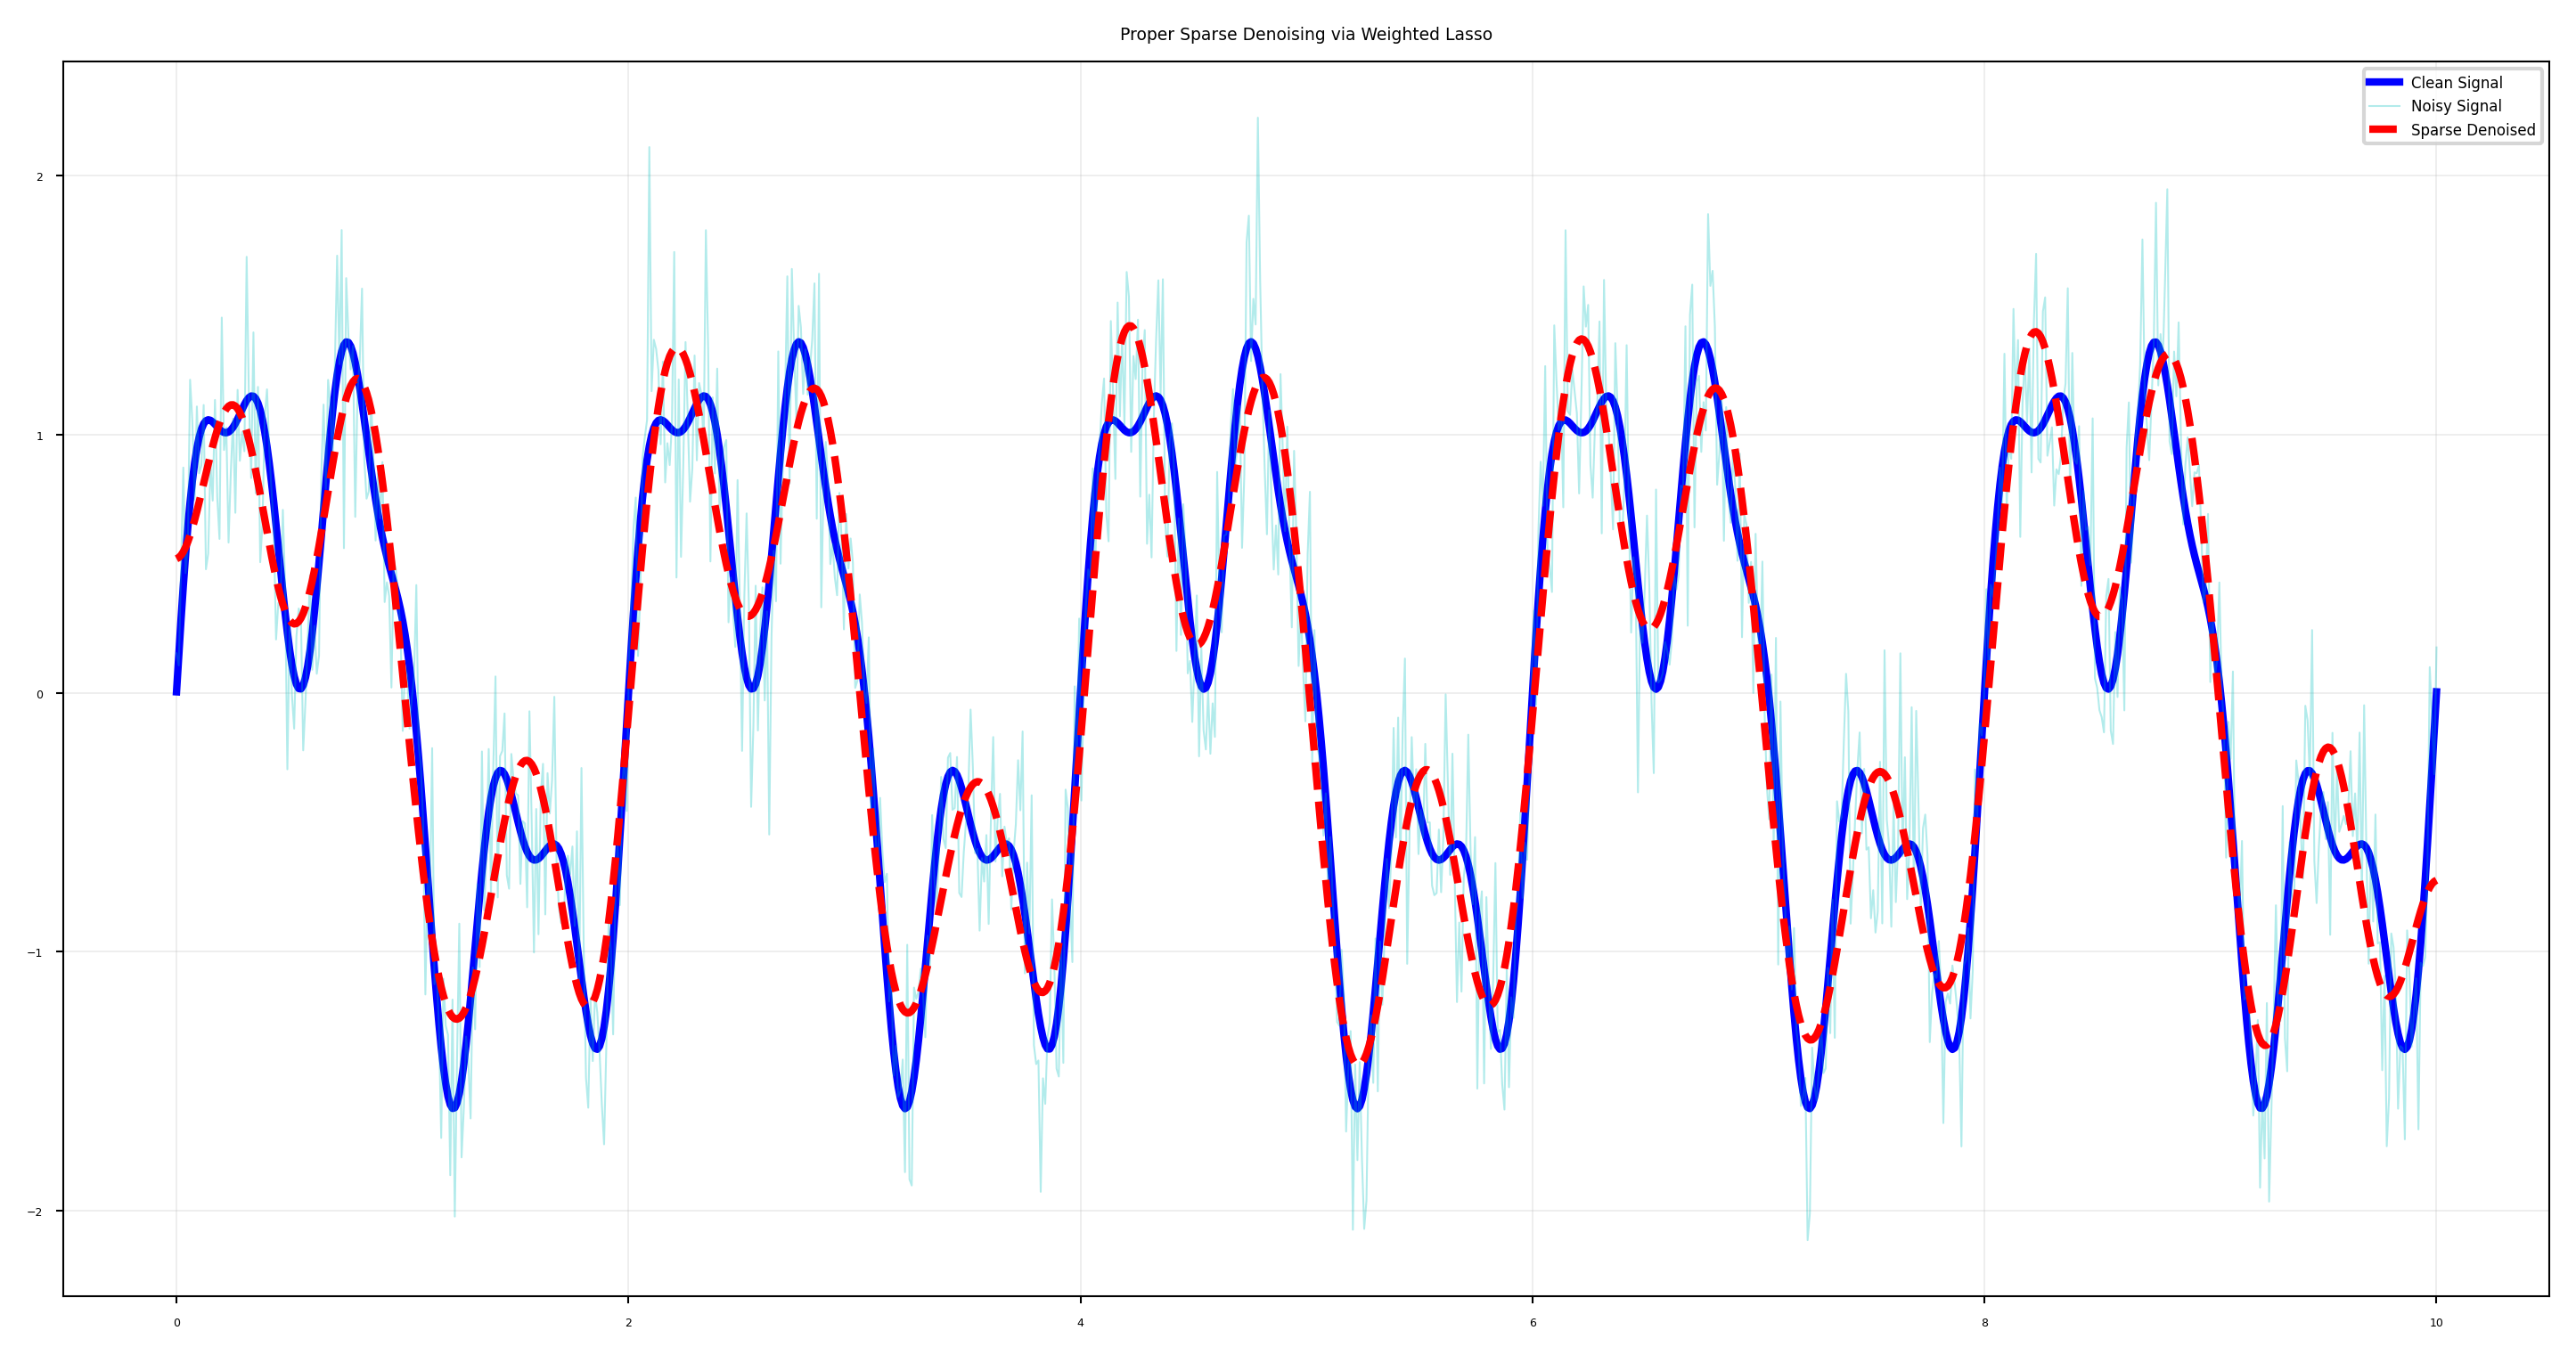 Proper Sparse Denoising via Weighted Lasso
Clean Signal
Noisy Signal
Sparse Denoised
2
1
0
−1
−2
0 2 4 6 8 10